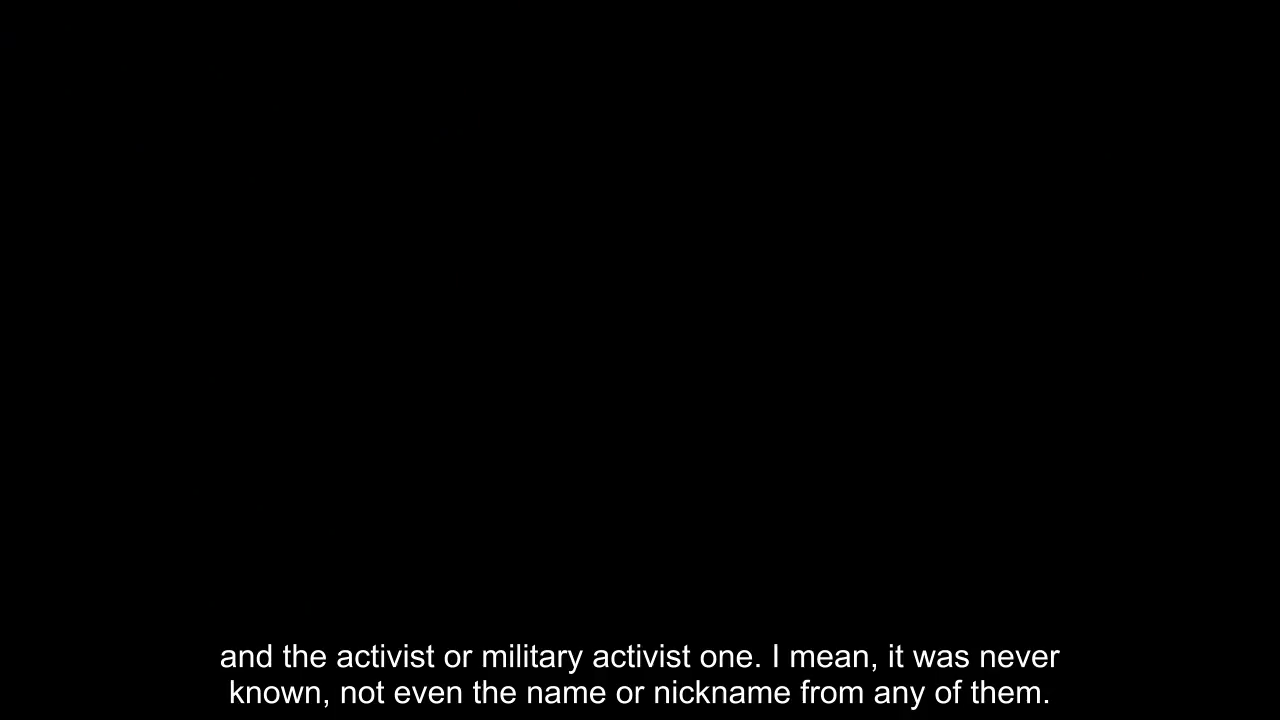 and the activist or military activist one. I mean, it was never
known, not even the name or nickname from any of them.